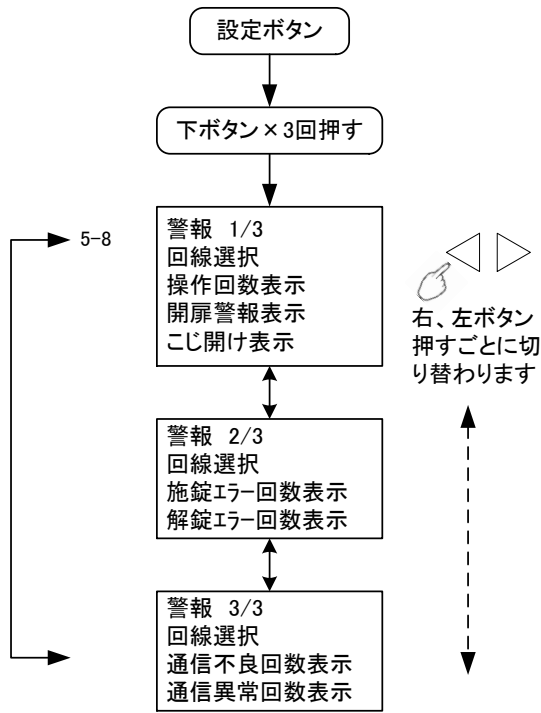 設定ボタン
下ボタン×3回押す
5-8
警報 1/3
回線選択
操作回数表示
開扉警報表示
こじ開け表示
右、左ボタン
押すごとに切
り替わります
警報 2/3
回線選択
施錠ｴﾗｰ回数表示
解錠ｴﾗｰ回数表示
警報 3/3
回線選択
通信不良回数表示
通信異常回数表示